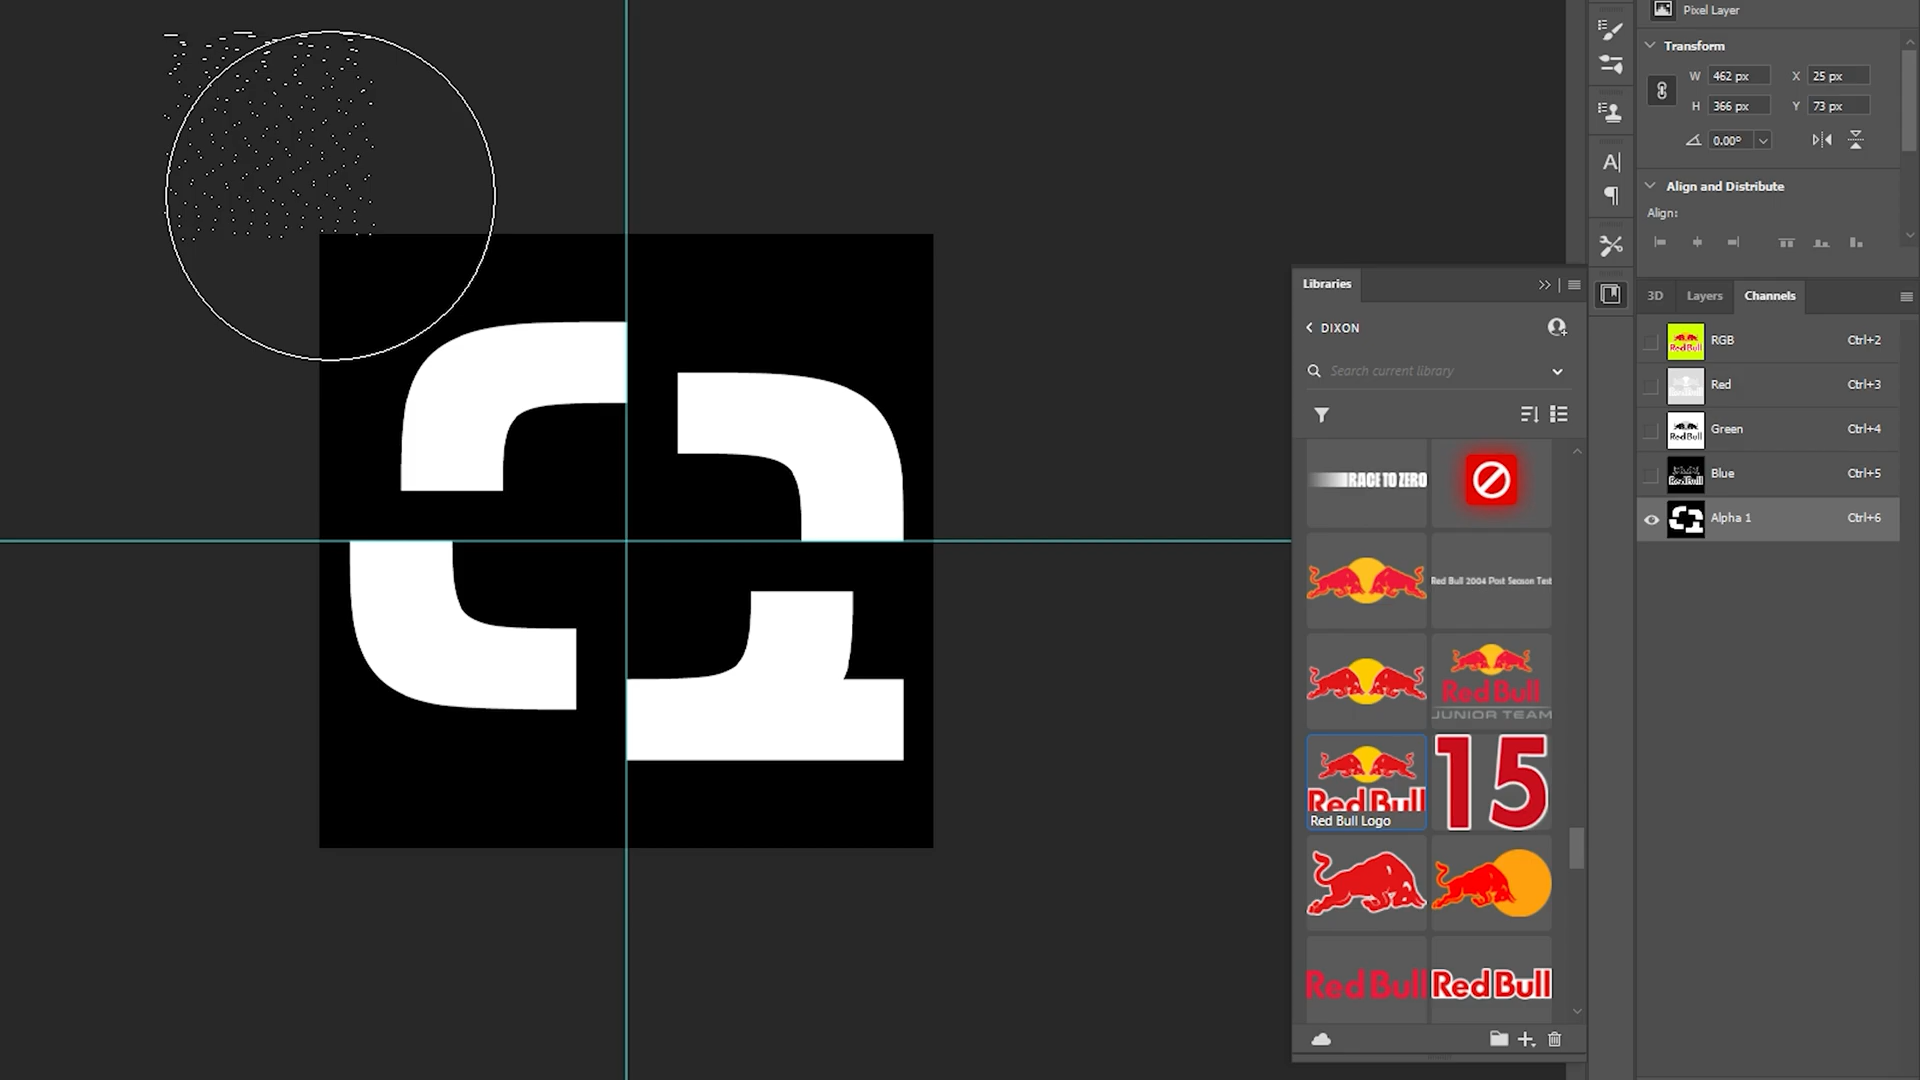 Pixel Layer
Transform
W 462 px X 25 px
H 366 px Y 73 px
0.00°
Align and Distribute
Align:
3D Layers Channels
RGB Ctrl+2
Red Ctrl+3
Green Ctrl+4
Blue Ctrl+5
Alpha 1 Ctrl+6
Libraries
DIXON
Search current library
RACE TO ZERO
Red Bull 2004 Post Season Test
Red Bull
JUNIOR TEAM
Red Bull
Red Bull Logo
15
Red Bull
Red Bull